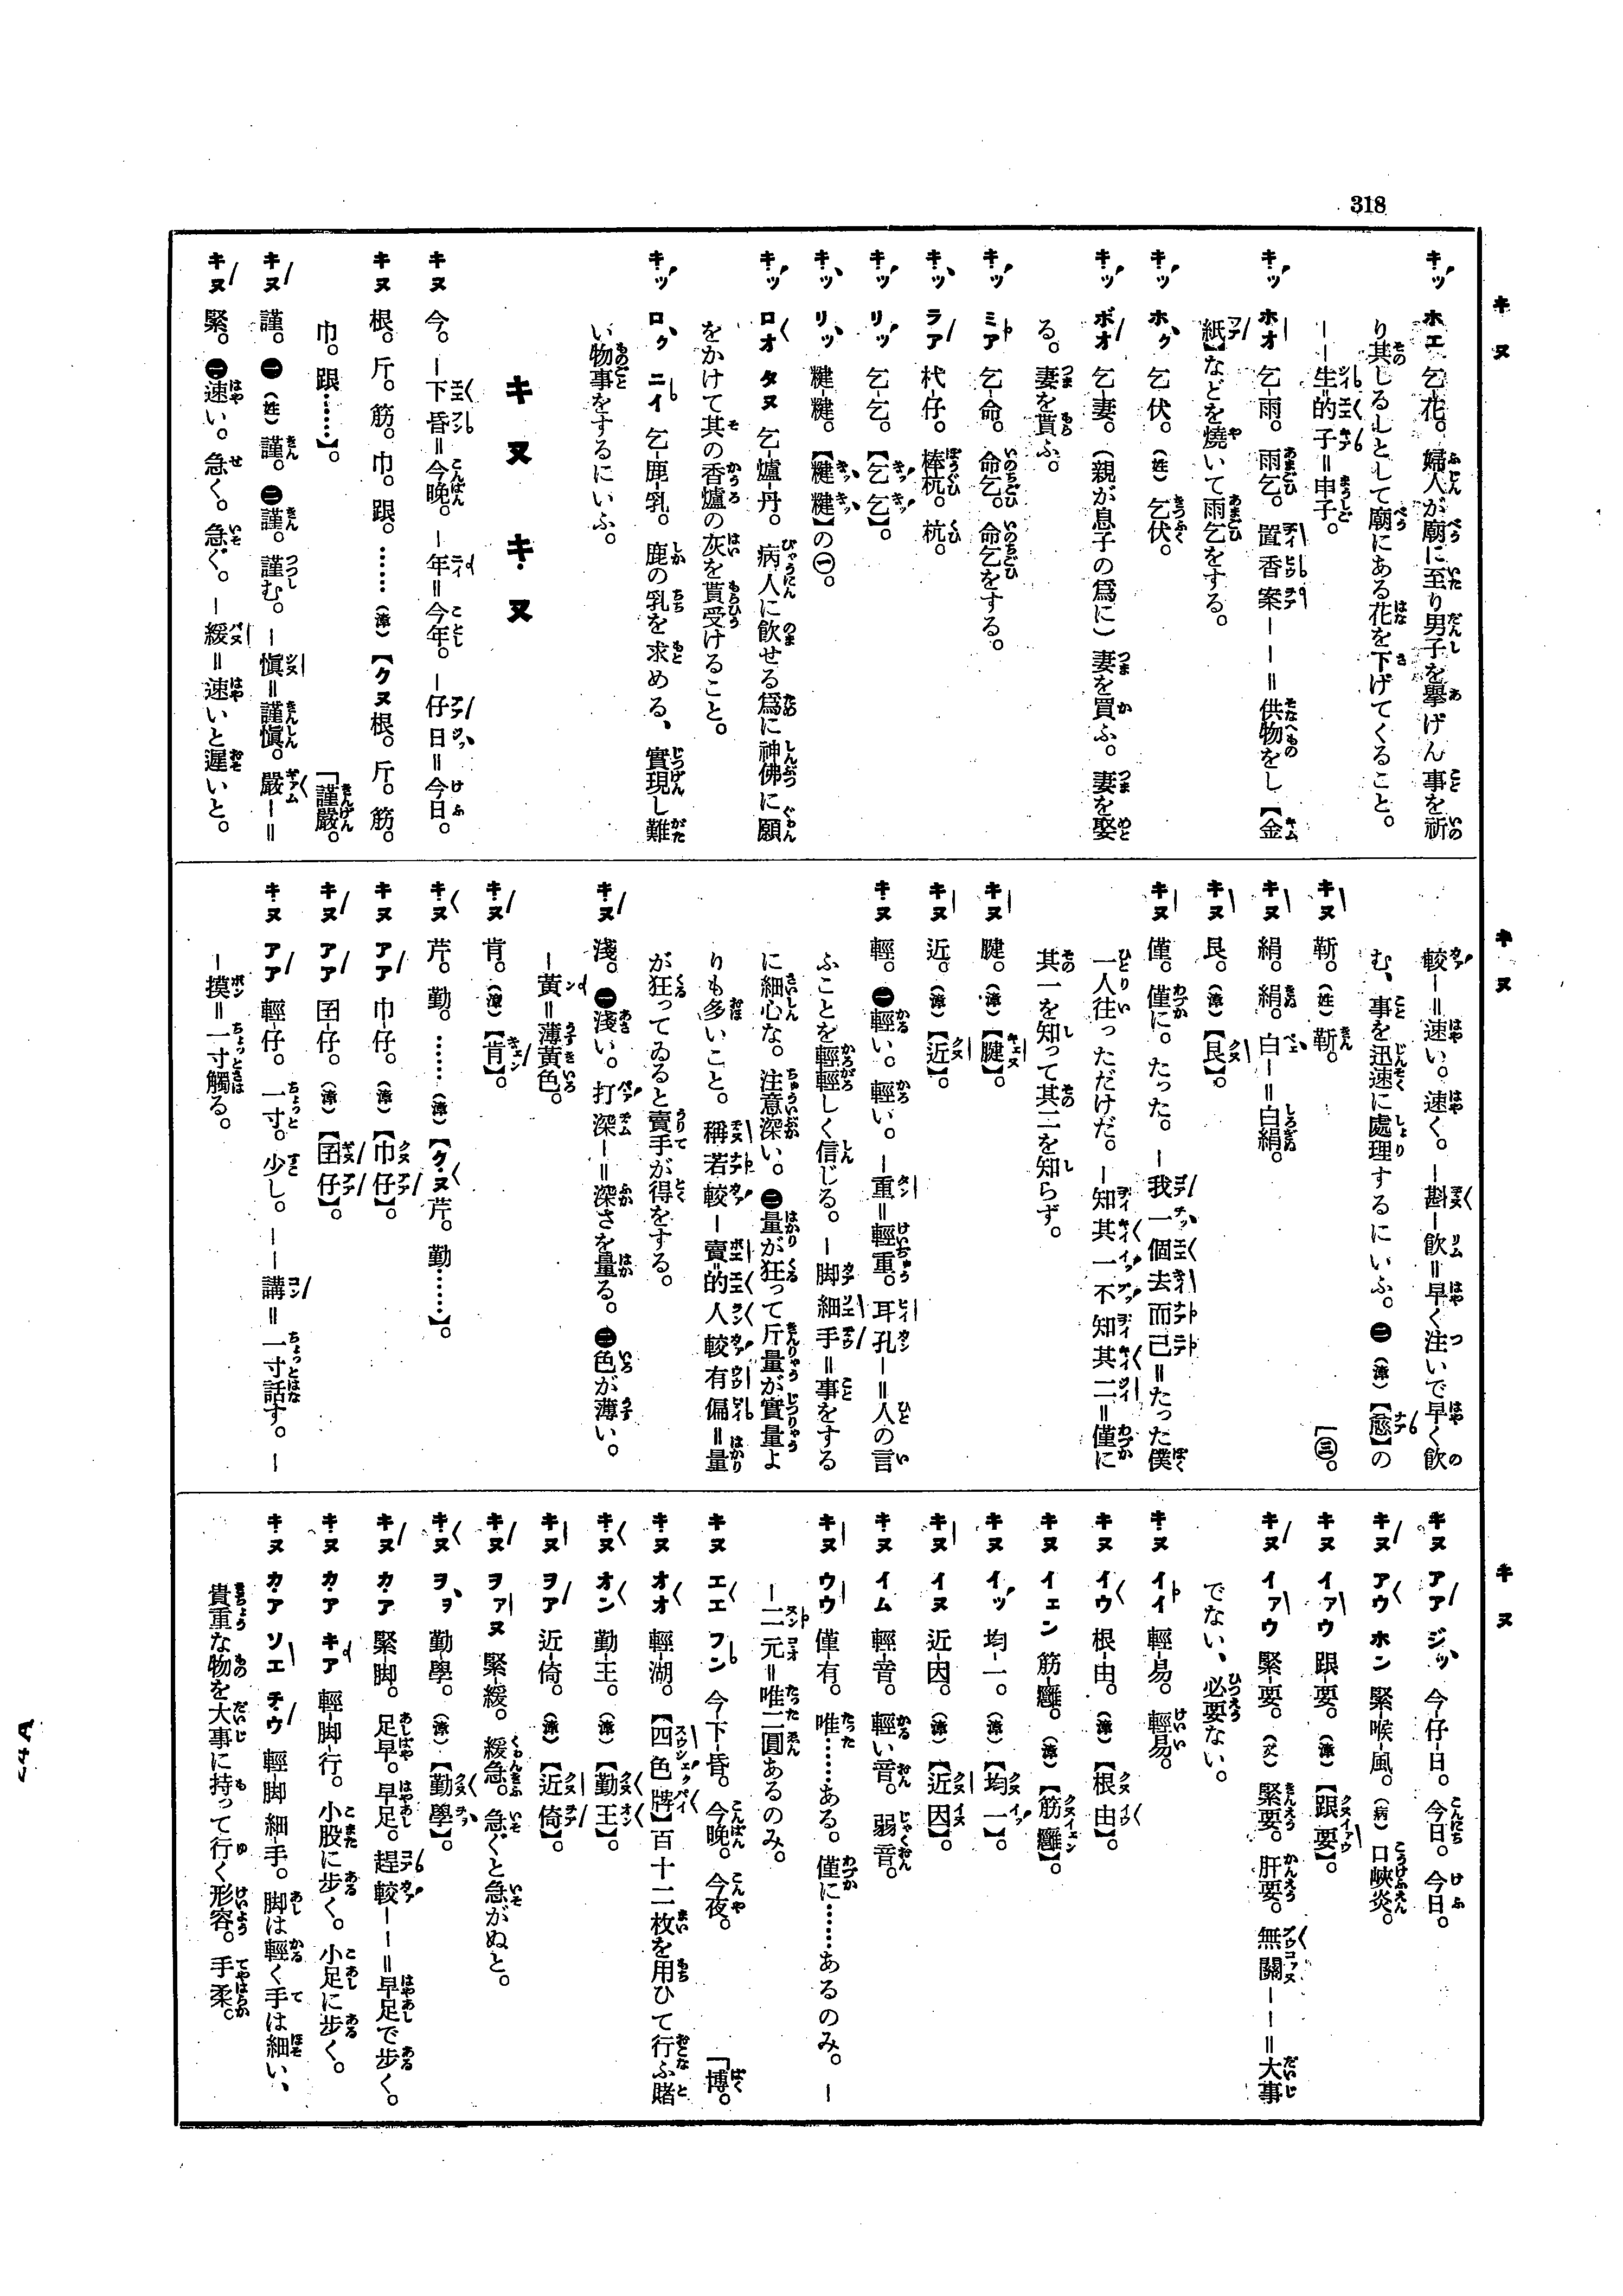 318
キヌ
キッ ホエ 乞-花。婦人が廟に至り男子を擧げん事を祈
り其しるしとして廟にある花を下げてくること。
－－生-的 子＝申子。
キッ ホオ 乞-雨。雨乞。置 香 案 －－＝供物をし【金
紙】などを燒いて雨乞をする。
キッ ホク 乞 伏。（姓）乞伏。
キッ ボオ 乞-妻。（親が息子の爲に）妻を買ふ。妻を娶
る。妻を貰ふ。
キッ ミア 乞-命。命乞。命乞をする。
キッ ラア 杙-仔。棒杭。杭。
キッ リッ 乞-乞。【乞 乞】。
キッ リッ 㸓-㸓。
キッ ロオ タヌ 乞-爐-丹。病人に飮せる爲に神佛に願
をかけて其の香爐の灰を貰受けること。
キッ ロク ニイ 乞-鹿-乳。鹿の乳を求める、實現し難
い物事をするにいふ。
キヌ キヌ
キヌ 今。－下 昏＝今晩。－年＝今年。－仔 日＝今日。
キヌ 根。斤。筋。巾。跟。……（漳）【クヌ 根。斤。筋。
巾。跟……】。
キヌ 謹。㊀（姓）謹。㊁謹。謹む。－愼＝謹愼。嚴－＝
「謹嚴。
キヌ 緊。㊀速い。急く。急ぐ。－緩＝速いと遲いと。
キヌ
較－＝速い。速く。－斟－飮＝早く注いで早く飮
む、事を迅速に處理するにいふ。㊁（漳）【癒】の
「㊂。
キヌ 靳。（姓）靳。
キヌ 絹。絹。白－＝白絹。
キヌ 艮。（漳）【艮】。
キヌ 僅。僅に。たった。－我 一 個 去 而 己＝たった僕
一人往っただけだ。－知 其 一 不 知 其 二＝僅に
其一を知って其二を知らず。
キヌ 腱。（漳）【腱】。
キヌ 近。（漳）【近】。
キヌ 輕。㊀輕い。輕い。－重＝輕重。耳 孔－＝人の言
ふことを輕輕しく信じる。－脚 細 手＝事をする
に細心な。注意深い。㊁量が狂って斤量が實量よ
りも多いこと。稱 若 較－賣=的 人 較 有 偏＝量
が狂ってゐると賣手が得をする。
キヌ 淺。㊀淺い。打 深－＝深さを量る。㊁色が薄い。
－黃＝薄黃色。
キヌ 肯。（漳）【肯】。
キヌ 芹。勤。……（漳）【クヌ 芹。勤……】。
キヌ アア 巾-仔。（漳）【巾 仔】。
キヌ アア 囝-仔。（漳）【囝 仔】。
キヌ アア 輕-仔。一寸。少し。－－講＝一寸話す。－
－摸＝一寸觸る。
キヌ
キヌ アア ジッ 今-仔-日。今日。今日。
キヌ アウ ホン 緊-喉-風。（病）口峽炎。
キヌ イァウ 跟-要。（漳）【跟 要】。
キヌ イァウ 緊-要。（文）緊要。肝要。無 關－－＝大事
でない、必要ない。
キヌ イイ 輕-易。輕易。
キヌ イウ 根-由。（漳）【根 由】。
キヌ イェン 筋-纏。（漳）
キヌ イッ 均-一。（漳）【均 一】。
キヌ イヌ 近-因。（漳）【近 因】。
キヌ イム 輕-音。輕い音。弱音。
キヌ ウウ 僅-有。唯……ある。僅に……あるのみ。－
－二 元＝唯二圓あるのみ。
キヌ エエ フン 今-下-昏。今晩。今夜。
キヌ オオ 輕-湖。【四 色 牌】百十二枚を用ひて行ふ賭
「博。
キヌ オン 勤-王。（漳）【勤 王】。
キヌ ヲア 近-倚。（漳）【近 倚】。
キヌ ヲァヌ 緊-緩。緩急。急ぐと急がぬと。
キヌ ヲヲ 勤-學。（漳）【勤 學】。
キヌ カア 緊-脚。足早。早足。趕 較－－＝早足で步く。
キヌ カア キア 輕-脚-行。小股に步く。小足に步く。
キヌ カア ソエ チウ 輕-脚 細-手。脚は輕く手は細い、
貴重な物を大事に持って行く形容。手柔。